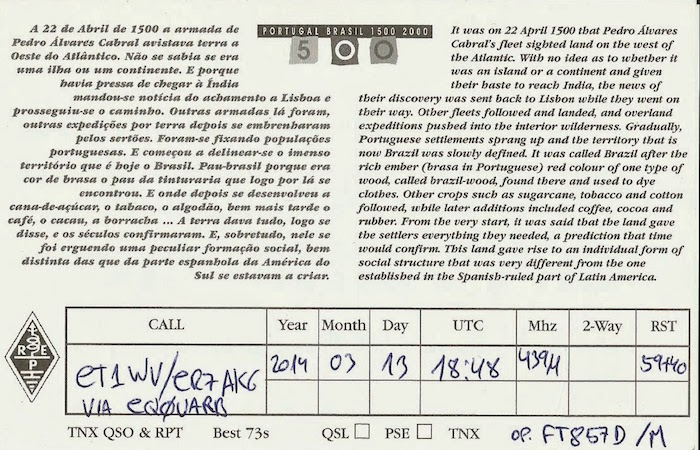 A 22 de Abril de 1500 a armada de
Pedro Álvares Cabral avistava terra a
Oeste do Atlântico. Não se sabia se era
uma ilha ou um continente. E porque
havia pressa de chegar à Índia
mandou-se notícia do achamento a Lisboa e
prosseguiu-se o caminho. Outras armadas lá foram,
outras expedições por terra depois se embrenharam
pelos sertões. Foram-se fixando populações
portuguesas. E começou a delinear-se o imenso
território que é hoje o Brasil. Pau-brasil porque era
cor de brasa o pau da tinturaria que logo por lá se
encontrou. E onde depois se desenvolveu a
cana-de-açúcar, o tabaco, o algodão, bem mais tarde o
café, o cacau, a borracha ... A terra dava tudo, logo se
disse, e os séculos confirmaram. E, sobretudo, nele se
foi erguendo uma peculiar formação social, bem
distinta das que da parte espanhola da América do
Sul se estavam a criar.
PORTUGAL BRASIL 1500 2000
500
It was on 22 April 1500 that Pedro Álvares
Cabral's fleet sighted land on the west of
the Atlantic. With no idea as to whether it
was an island or a continent and given
their haste to reach India, the news of
their discovery was sent back to Lisbon while they went on
their way. Other fleets followed and landed, and overland
expeditions pushed into the interior wilderness. Gradually,
Portuguese settlements sprang up and the territory that is
now Brazil was slowly defined. It was called Brazil after the
rich ember (brasa in Portuguese) red colour of one type of
wood, called brazil-wood, found there and used to dye
clothes. Other crops such as sugarcane, tobacco and cotton
followed, while later additions included coffee, cocoa and
rubber. From the very start, it was said that the land gave
the settlers everything they needed, a prediction that time
would confirm. This land gave rise to an individual form of
social structure that was very different from the one
established in the Spanish-ruled part of Latin America.
REP
CALL Year Month Day UTC Mhz 2-Way RST
CT1WV/CR7AKG 2014 03 13 18:48 439M 59+40
VIA CQØUARB
TNX QSO & RPT Best 73s QSL PSE TNX OP. FT857D /M